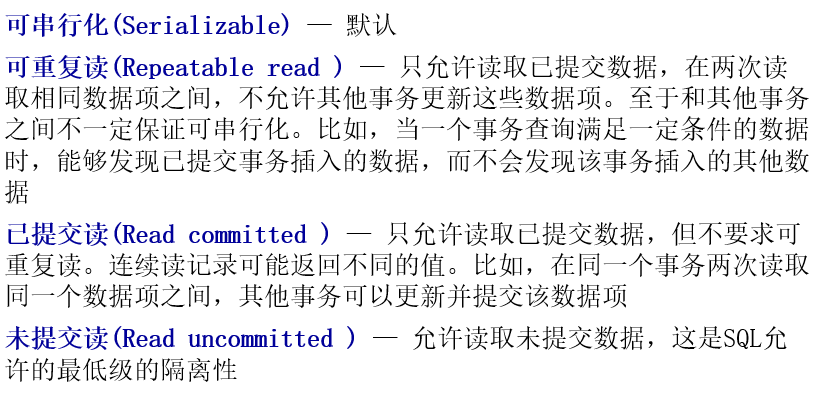 可串行化(Serializable) — 默认
可重复读(Repeatable read ) — 只允许读取已提交数据，在两次读
取相同数据项之间，不允许其他事务更新这些数据项。至于和其他事务
之间不一定保证可串行化。比如，当一个事务查询满足一定条件的数据
时，能够发现已提交事务插入的数据，而不会发现该事务插入的其他数
据
已提交读(Read committed ) — 只允许读取已提交数据，但不要求可
重复读。连续读记录可能返回不同的值。比如，在同一个事务两次读取
同一个数据项之间，其他事务可以更新并提交该数据项
未提交读(Read uncommitted ) — 允许读取未提交数据，这是SQL允
许的最低级的隔离性